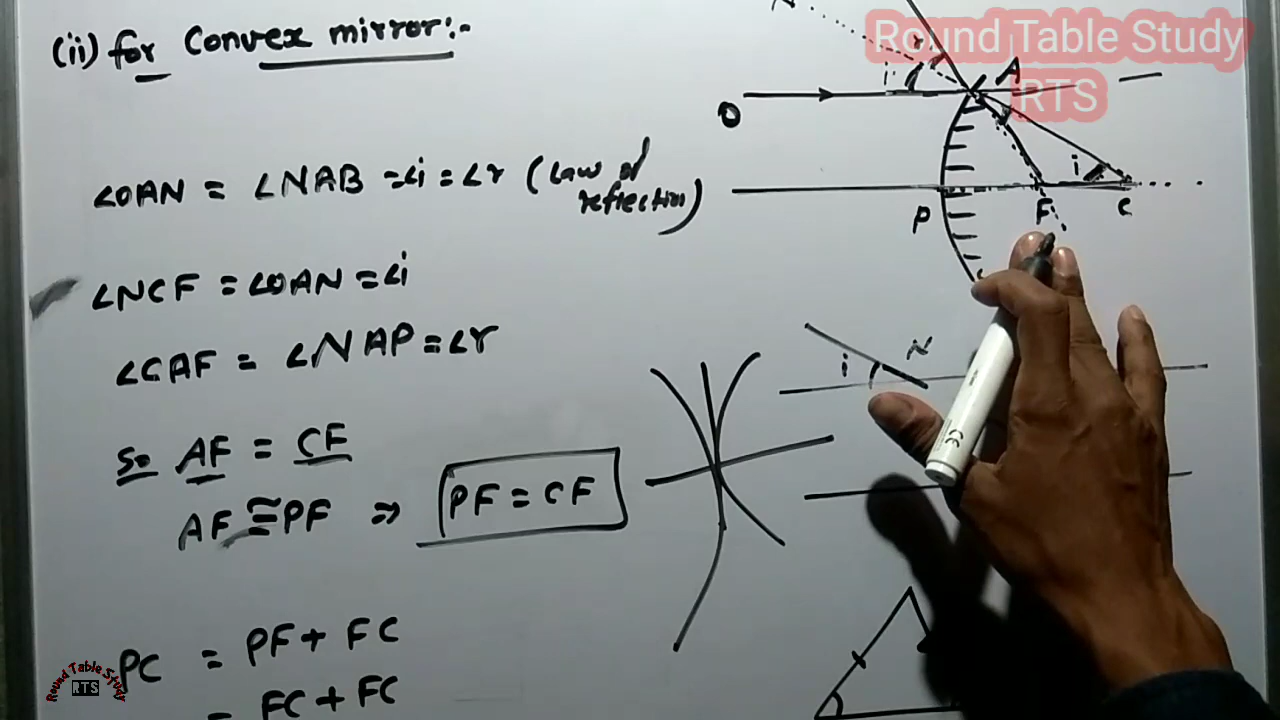 (ii) for Convex mirror:-
∠OAN = ∠NAB = ∠i = ∠r (Law of reflection)
∠NCF = ∠OAN = ∠i
∠CAF = ∠NAP = ∠r
So AF = CF
AF ≅ PF ⇒ PF = CF
PC = PF + FC
= FC + FC
Round Table Study
RTS
N
r
i
A
O
i
P
F
C
i
N
Round Table Study
RTS